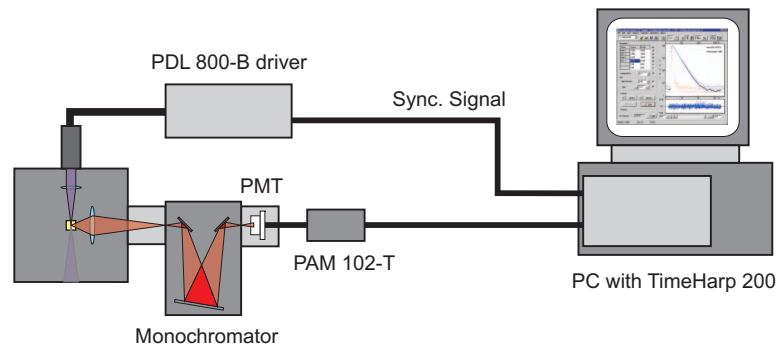 PDL 800-B driver
Sync. Signal
PMT
PAM 102-T
PC with TimeHarp 200
Monochromator